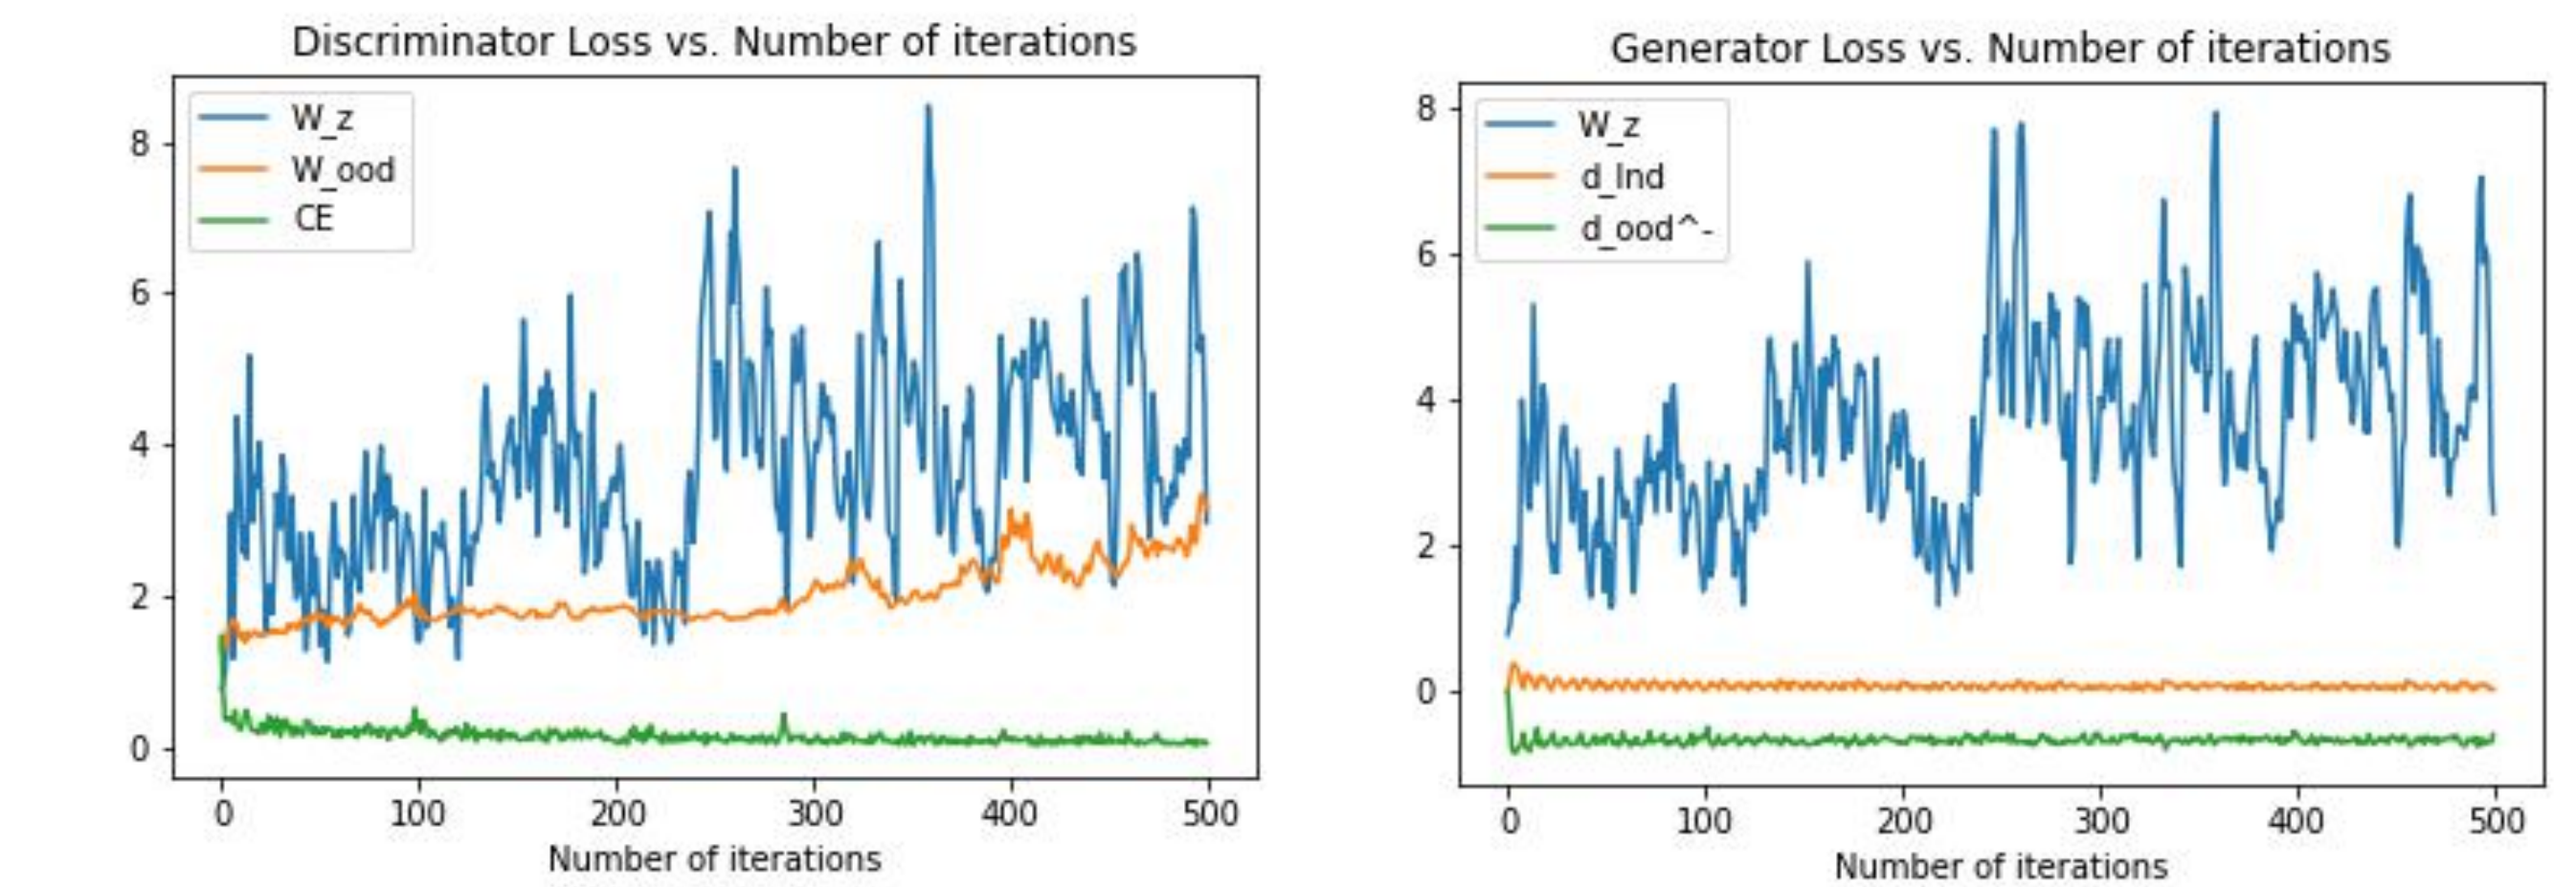 Discriminator Loss vs. Number of iterations
W_z
W_ood
CE
8
6
4
2
0
0 100 200 300 400 500
Number of iterations
Generator Loss vs. Number of iterations
W_z
d_Ind
d_ood^-
8
6
4
2
0
0 100 200 300 400 500
Number of iterations